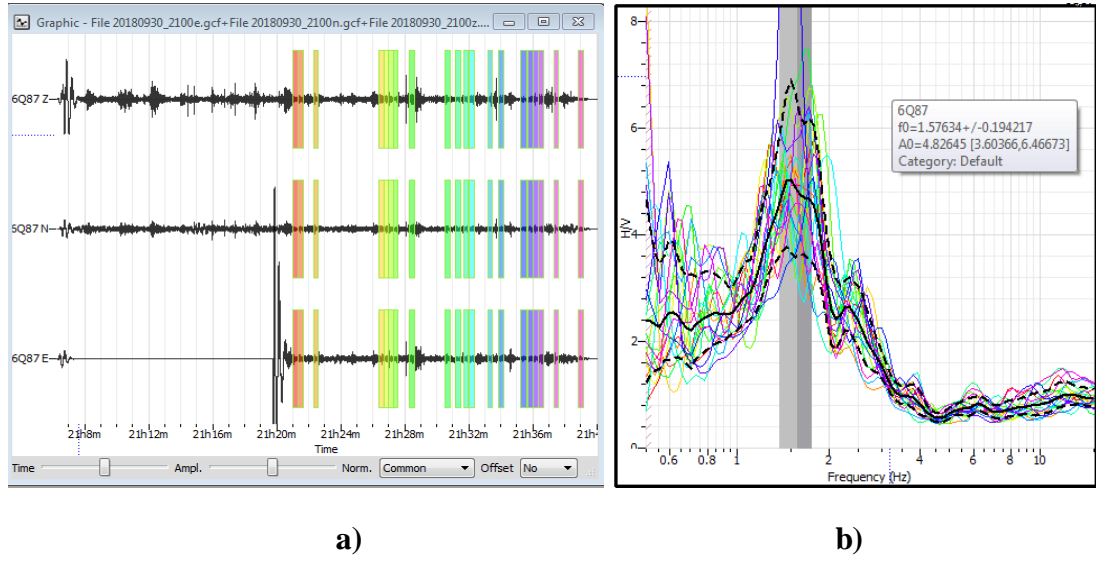 Graphic - File 20180930_2100e.gcf+File 20180930_2100n.gcf+File 20180930_2100z....
6Q87 Z
6Q87 N
6Q87 E
21h8m 21h12m 21h16m 21h20m 21h24m 21h28m 21h32m 21h36m 21h4
Time
Time Ampl. Norm. Common Offset No
8
6
4
2
0
H/V
6Q87
f0=1.57634+/-0.194217
A0=4.82645 [3.60366,6.46673]
Category: Default
0.6 0.8 1 2 4 6 8 10
Frequency (Hz)
a)
b)